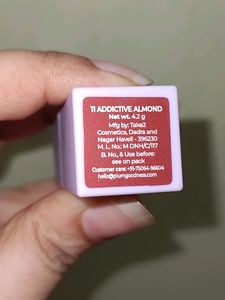 11 ADDICTIVE ALMOND
Net wt. 4.2 g
Mfg by: Take2
Cosmetics, Dadra and
Nagar Haveli - 396230
M. L. No.: M DNH/C/117
B. No., & Use before:
see on pack
Customer care: +91-75064-96604
hello@plumgoodness.com